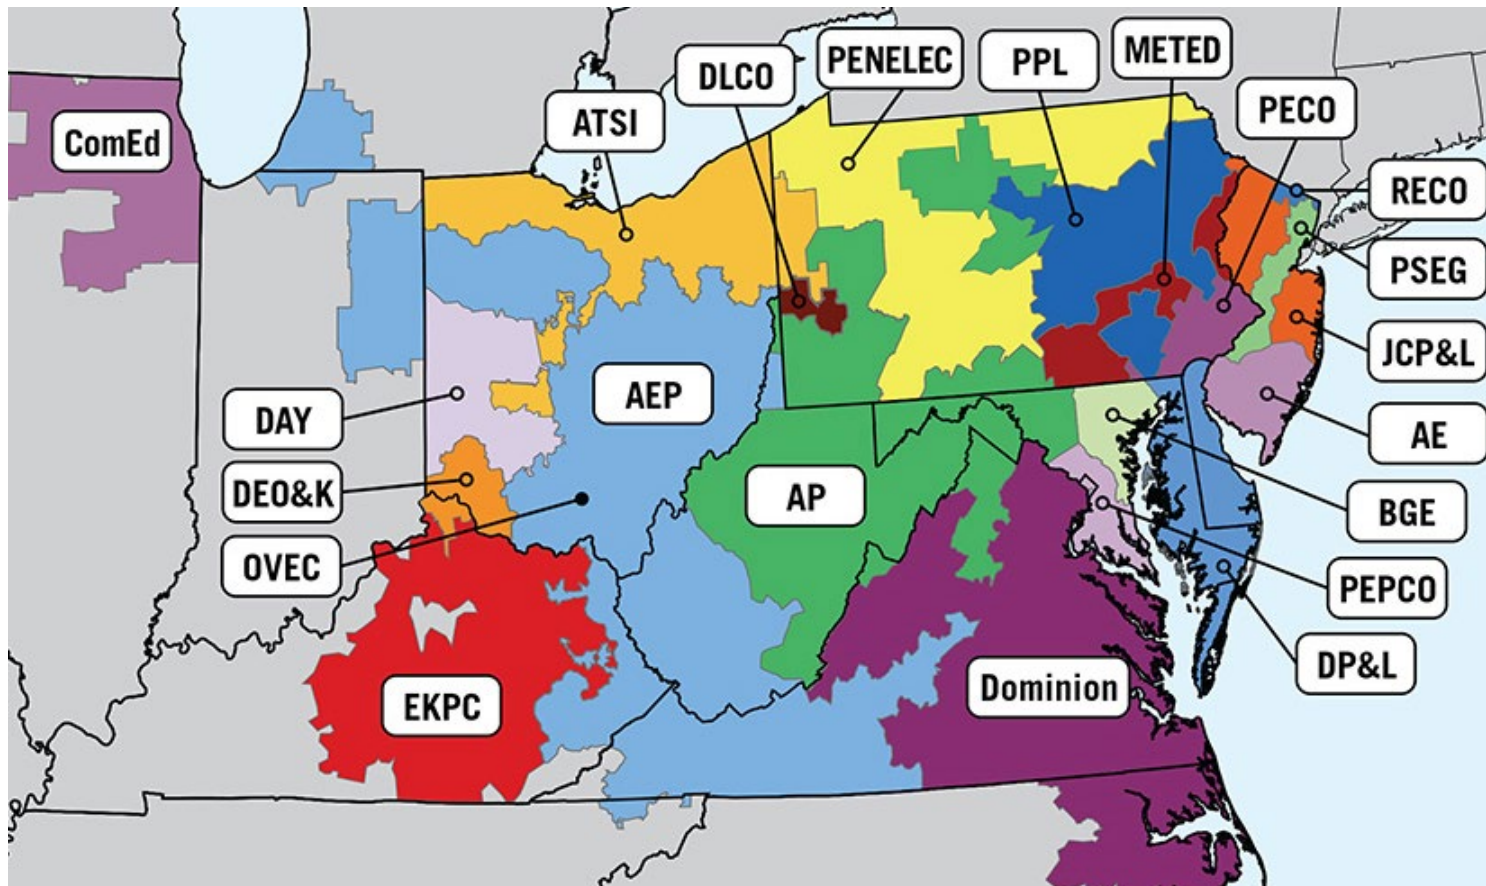 METED
PENELEC
PPL
DLCO
PECO
ATSI
ComEd
RECO
PSEG
JCP&L
AEP
DAY
AE
DEO&K
AP
BGE
OVEC
PEPCO
DP&L
Dominion
EKPC